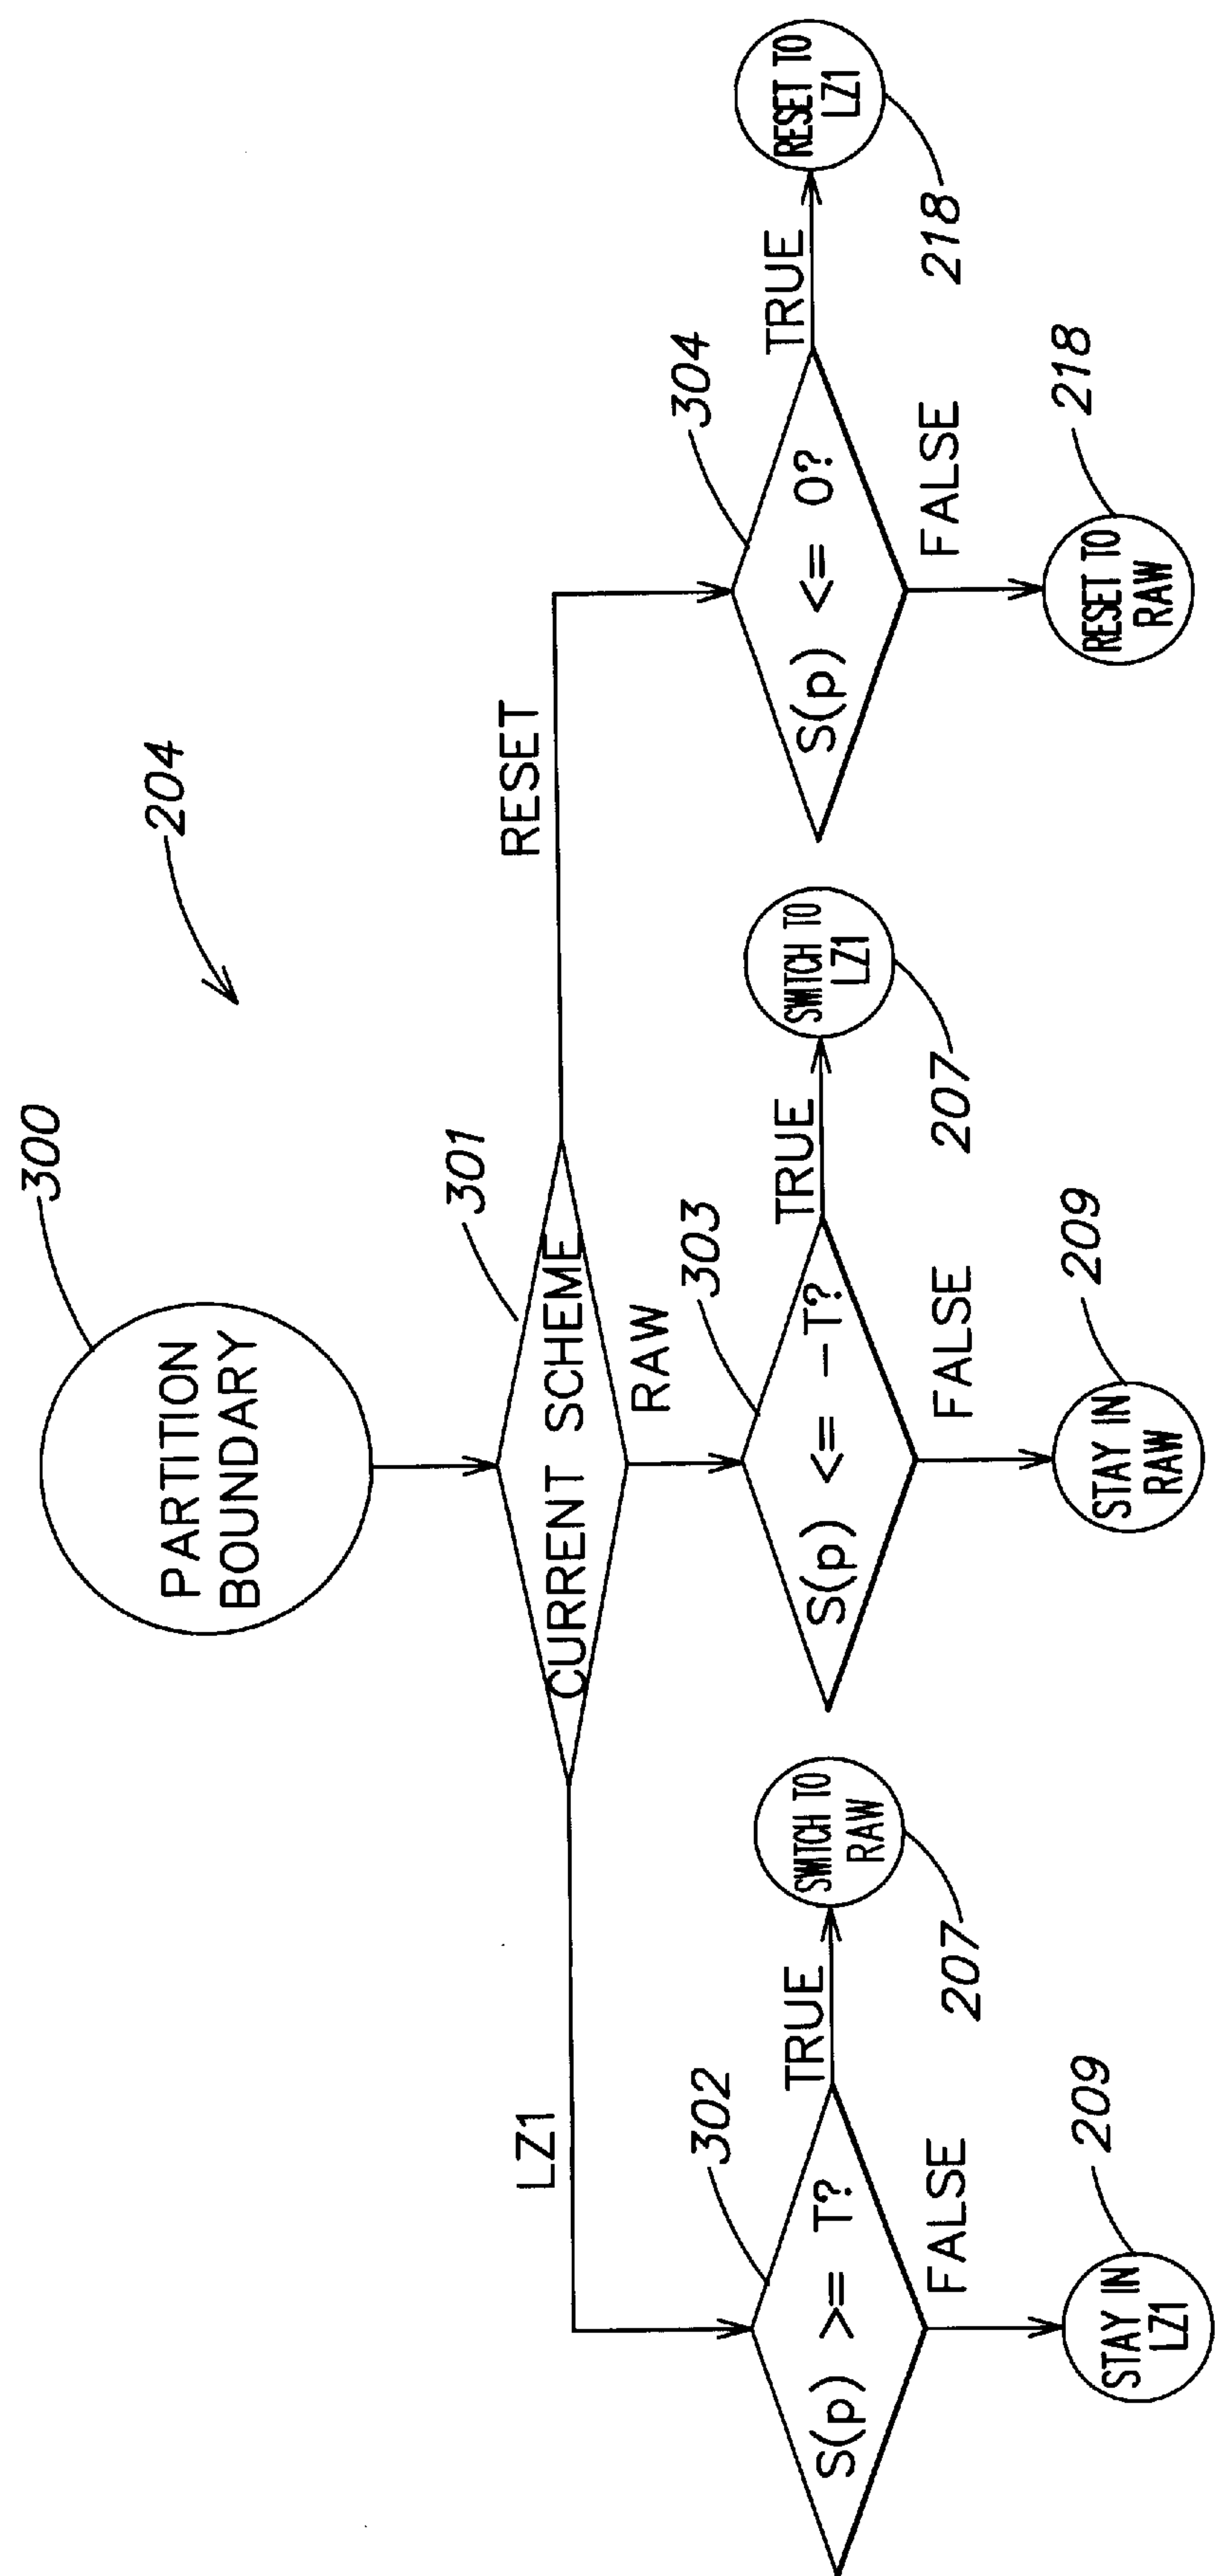 300
PARTITION
BOUNDARY
204
301
CURRENT SCHEME
LZ1
RAW
RESET
302
S(p) >= T?
TRUE
SWITCH TO
RAW
207
FALSE
STAY IN
LZ1
209
303
S(p) <= -T?
TRUE
SWITCH TO
LZ1
207
FALSE
STAY IN
RAW
209
304
S(p) <= 0?
TRUE
RESET TO
LZ1
218
FALSE
RESET TO
RAW
218